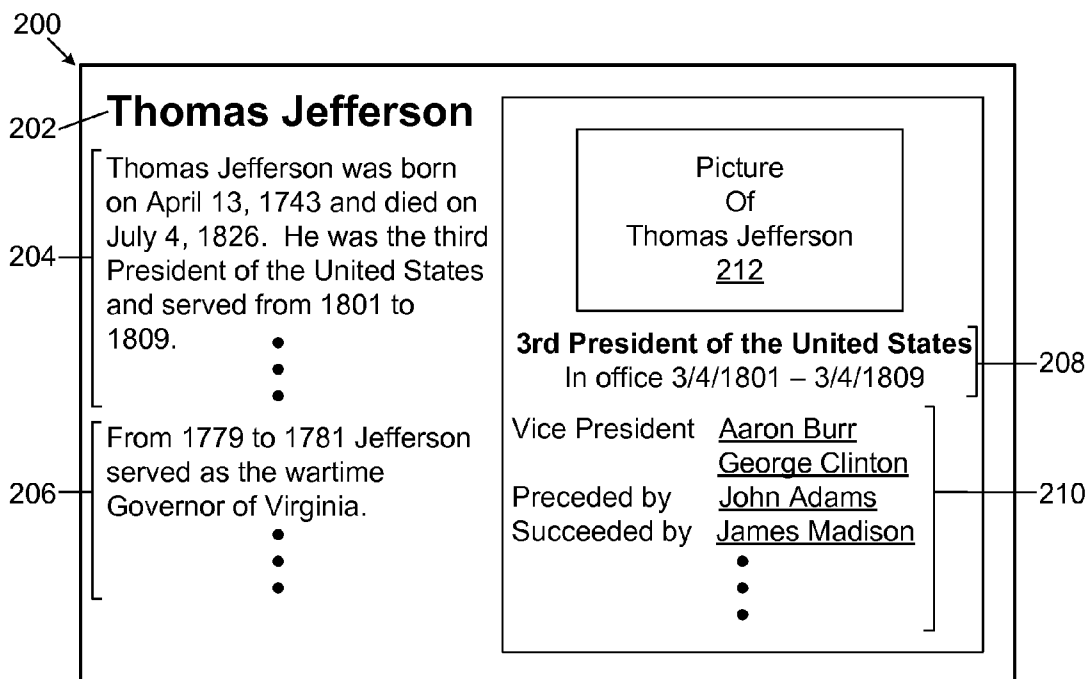 200
202
Thomas Jefferson
204
Thomas Jefferson was born
on April 13, 1743 and died on
July 4, 1826. He was the third
President of the United States
and served from 1801 to
1809.
206
From 1779 to 1781 Jefferson
served as the wartime
Governor of Virginia.
Picture
Of
Thomas Jefferson
212
3rd President of the United States
In office 3/4/1801 – 3/4/1809
208
Vice President Aaron Burr
George Clinton
Preceded by John Adams
Succeeded by James Madison
210